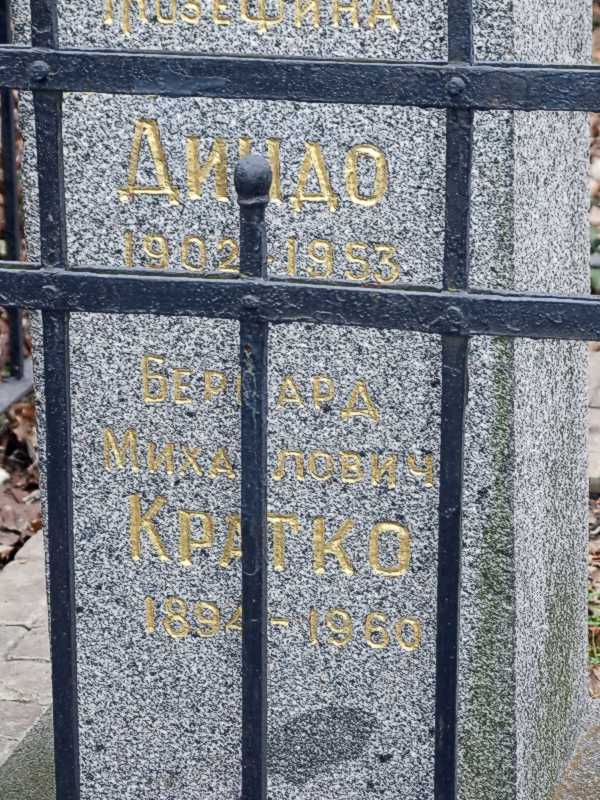 Жозефина
Диндо
1902-1953
Бернард
Михайлович
Кратко
1894-1960